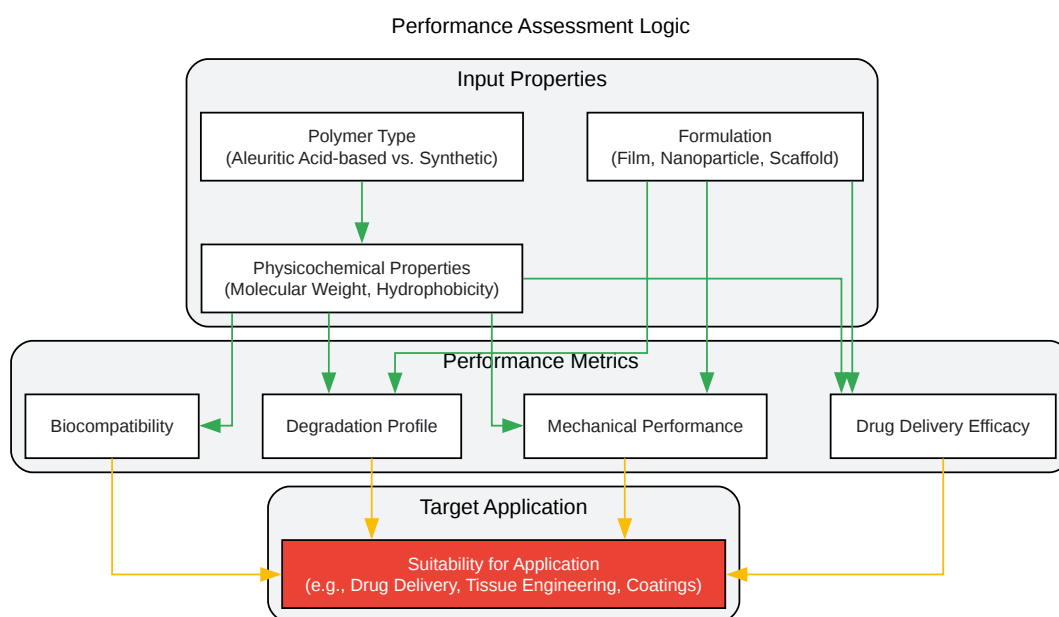 Performance Assessment Logic
Input Properties
Polymer Type
(Aleuritic Acid-based vs. Synthetic)
Formulation
(Film, Nanoparticle, Scaffold)
Physicochemical Properties
(Molecular Weight, Hydrophobicity)
Performance Metrics
Biocompatibility
Degradation Profile
Mechanical Performance
Drug Delivery Efficacy
Target Application
Suitability for Application
(e.g., Drug Delivery, Tissue Engineering, Coatings)